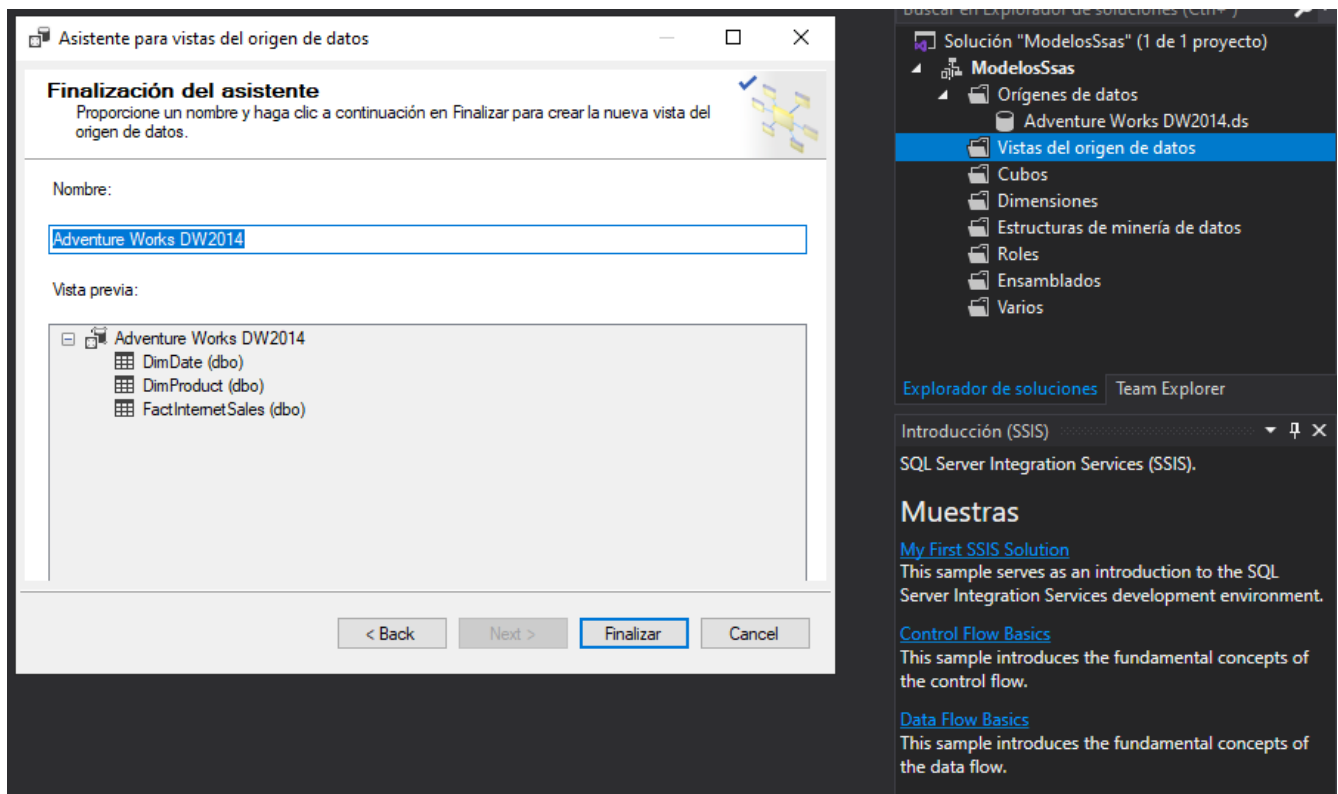 Asistente para vistas del origen de datos
Finalización del asistente
Proporcione un nombre y haga clic a continuación en Finalizar para crear la nueva vista del
origen de datos.
Nombre:
Adventure Works DW2014
Vista previa:
Adventure Works DW2014
DimDate (dbo)
DimProduct (dbo)
FactInternetSales (dbo)
< Back
Next >
Finalizar
Cancel
Buscar en Explorador de soluciones (Ctrl+ )
Solución "ModelosSsas" (1 de 1 proyecto)
ModelosSsas
Orígenes de datos
Adventure Works DW2014.ds
Vistas del origen de datos
Cubos
Dimensiones
Estructuras de minería de datos
Roles
Ensamblados
Varios
Explorador de soluciones
Team Explorer
Introducción (SSIS)
SQL Server Integration Services (SSIS).
Muestras
My First SSIS Solution
This sample serves as an introduction to the SQL
Server Integration Services development environment.
Control Flow Basics
This sample introduces the fundamental concepts of
the control flow.
Data Flow Basics
This sample introduces the fundamental concepts of
the data flow.